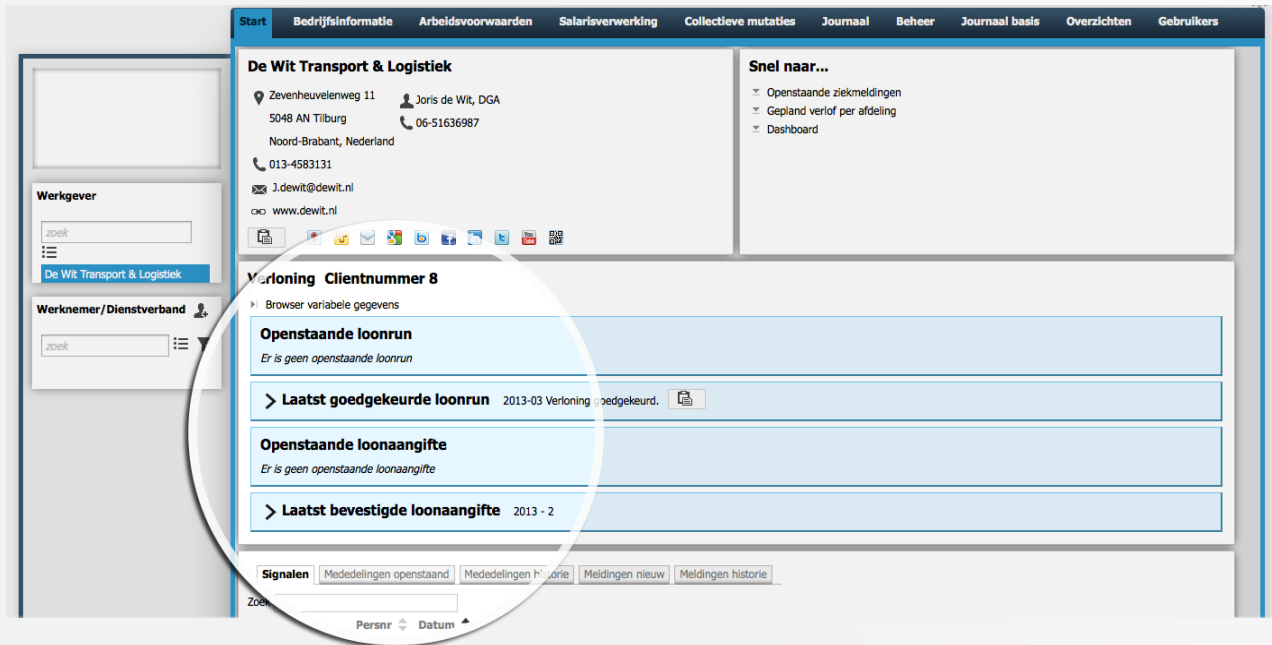 Start Bedrijfsinformatie Arbeidsvoorwaarden Salarisverwerking Collectieve mutaties Journaal Beheer Journaal basis Overzichten Gebruikers
Werkgever
zoek
De Wit Transport & Logistiek
Werknemer/Dienstverband
zoek
De Wit Transport & Logistiek
Zevenheuvelenweg 11
5048 AN Tilburg
Noord-Brabant, Nederland
013-4583131
J.dewit@dewit.nl
www.dewit.nl
Joris de Wit, DGA
06-51636987
Snel naar...
Openstaande ziekmeldingen
Gepland verlof per afdeling
Dashboard
Verloning Clientnummer 8
Browser variabele gegevens
Openstaande loonrun
Er is geen openstaande loonrun
Laatst goedgekeurde loonrun 2013-03 Verloning goedgekeurd.
Openstaande loonaangifte
Er is geen openstaande loonaangifte
Laatst bevestigde loonaangifte 2013 - 2
Signalen Mededelingen openstaand Mededelingen historie Meldingen nieuw Meldingen historie
Zoek
Persnr Datum